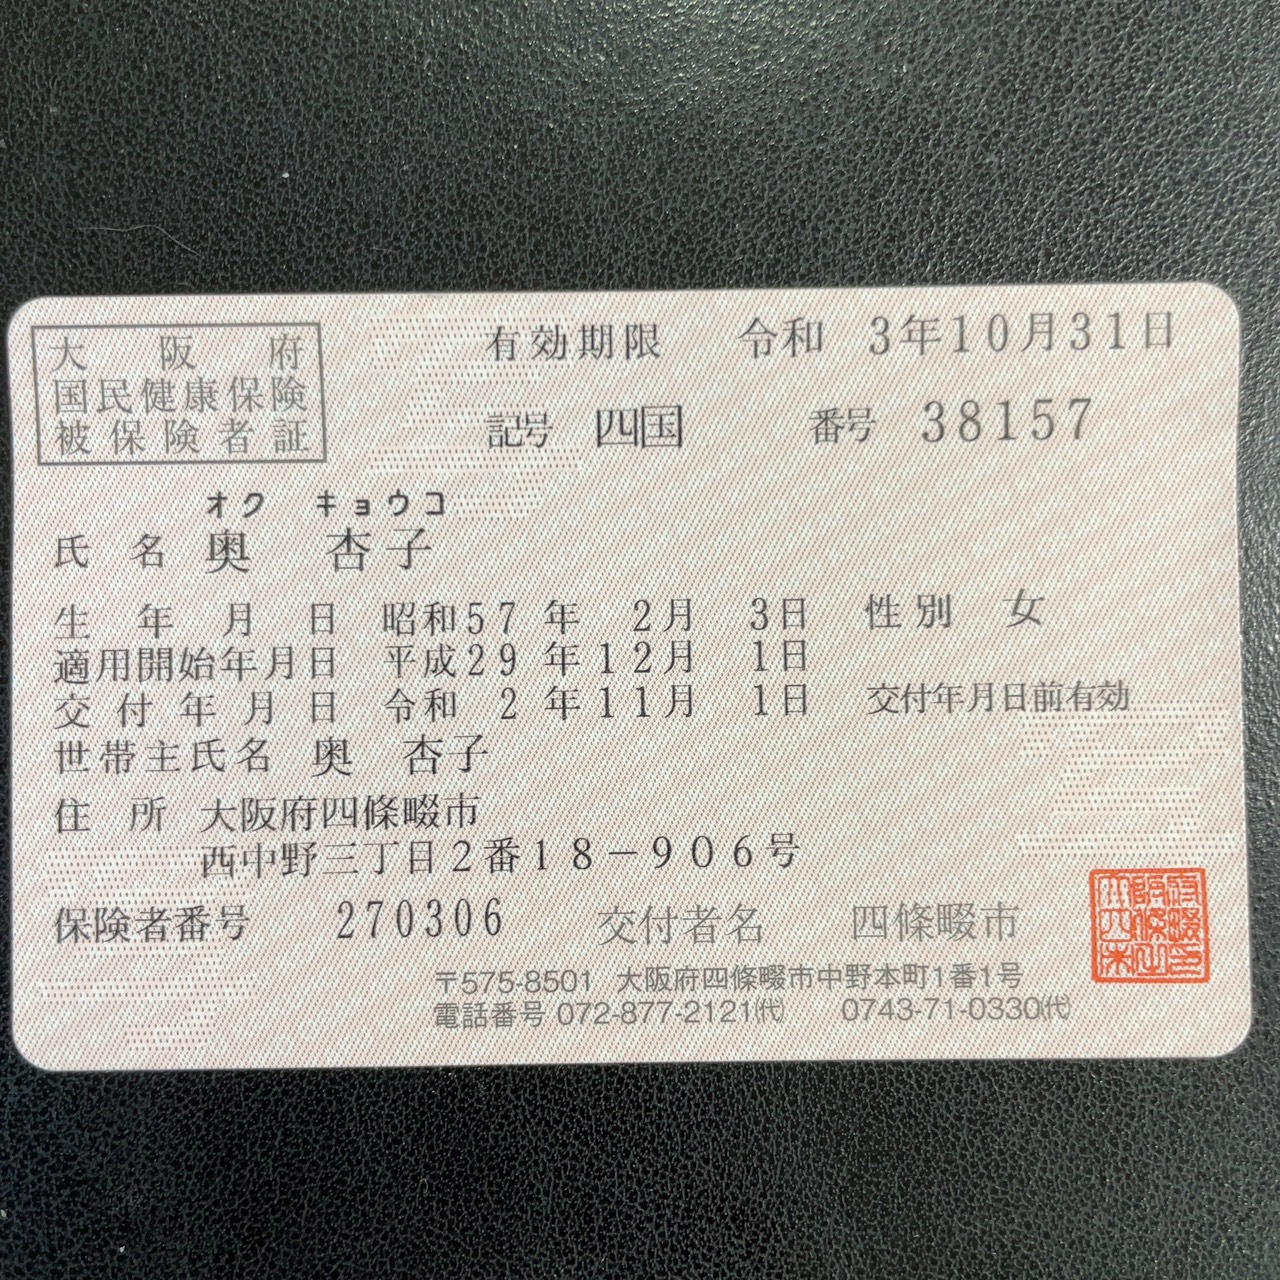 大阪府
国民健康保険
被保険者証
有効期限 令和 3年10月31日
記号 四国 番号 38157
オク キョウコ
氏名 奥 杏子
生年月日 昭和57年 2月 3日 性別 女
適用開始年月日 平成29年12月 1日
交付年月日 令和 2年11月 1日 交付年月日前有効
世帯主氏名 奥 杏子
住所 大阪府四條畷市
西中野三丁目2番18-906号
保険者番号 270306 交付者名 四條畷市
〒575-8501 大阪府四條畷市中野本町1番1号
電話番号 072-877-2121㈹ 0743-71-0330㈹